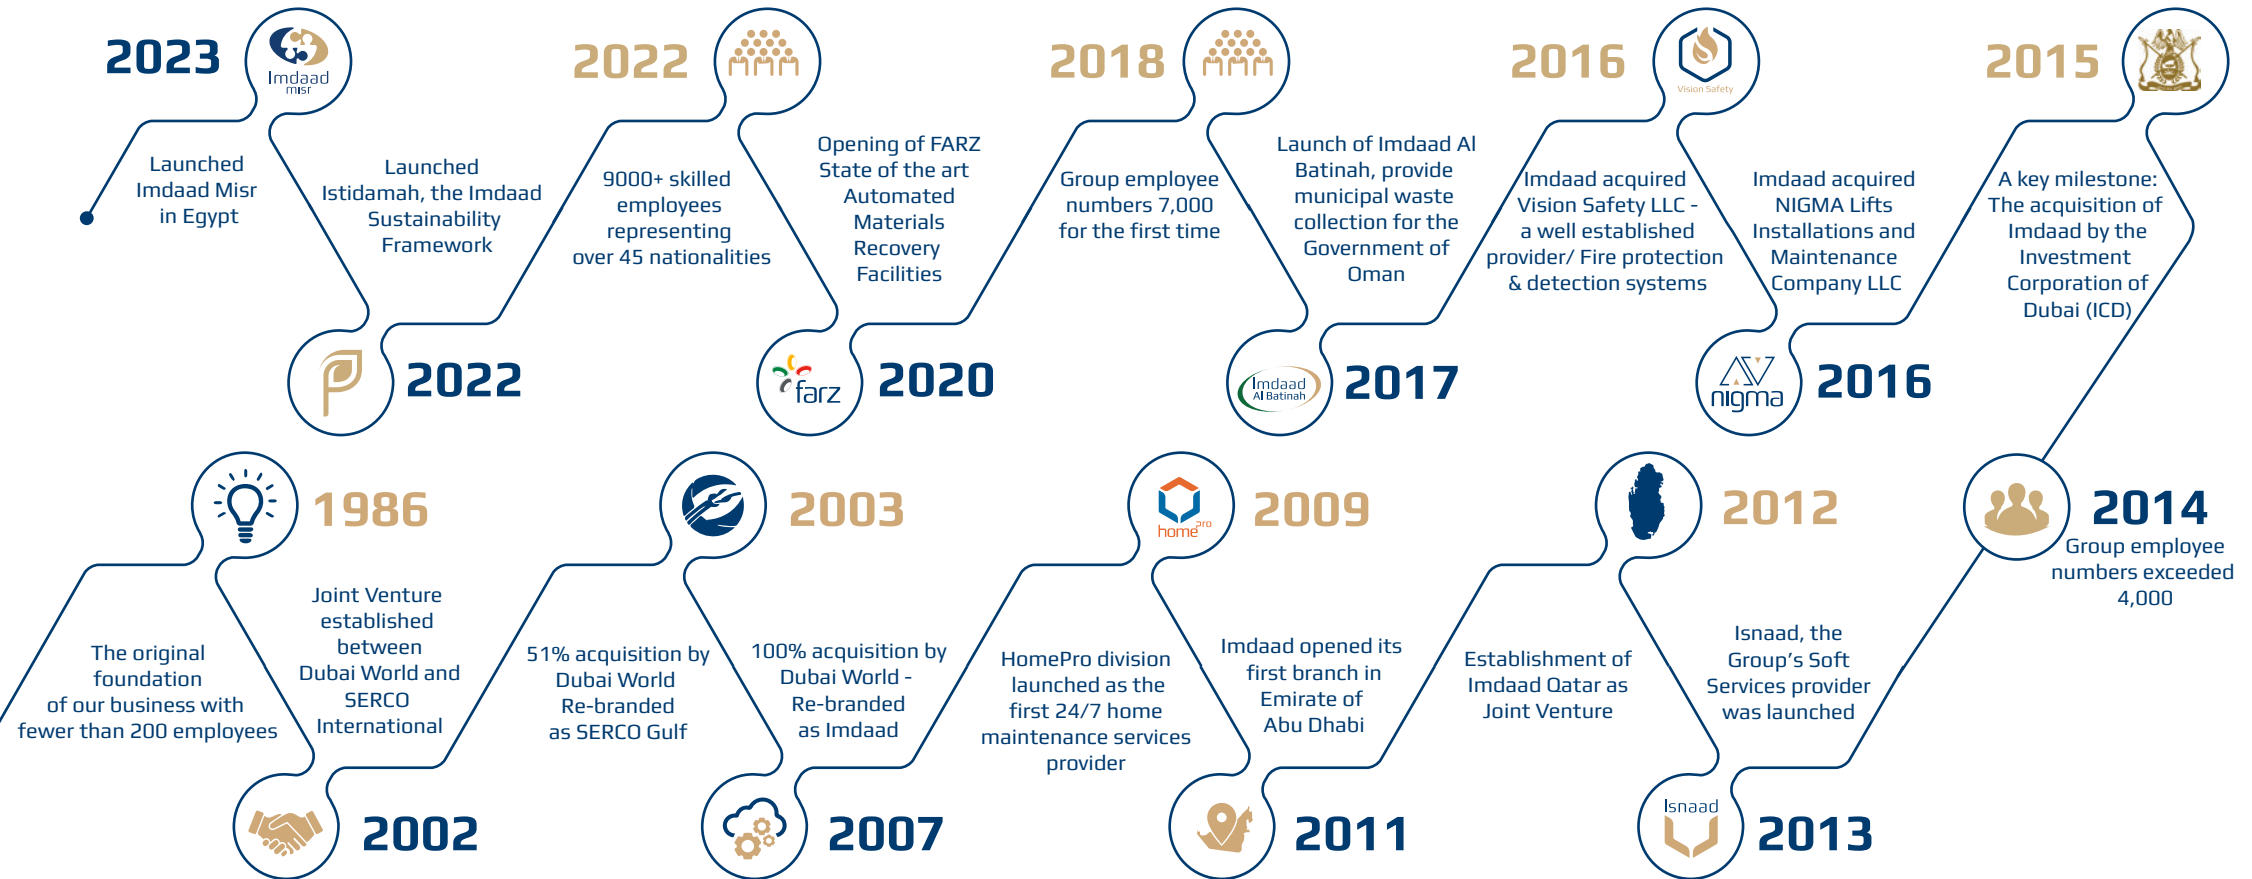 2023
Imdaad
misr
Launched
Imdaad Misr
in Egypt
Launched
Istidamah, the Imdaad
Sustainability
Framework
2022
2022
9000+ skilled
employees
representing
over 45 nationalities
Opening of FARZ
State of the art
Automated
Materials
Recovery
Facilities
farz
2020
2018
Group employee
numbers 7,000
for the first time
Launch of Imdaad Al
Batinah, provide
municipal waste
collection for the
Government of
Oman
Imdaad
Al Batinah
2017
2016
Vision Safety
Imdaad acquired
Vision Safety LLC -
a well established
provider/ Fire protection
& detection systems
Imdaad acquired
NIGMA Lifts
Installations and
Maintenance
Company LLC
nigma
2016
2015
A key milestone:
The acquisition of
Imdaad by the
Investment
Corporation of
Dubai (ICD)
1986
The original
foundation
of our business with
fewer than 200 employees
Joint Venture
established
between
Dubai World and
SERCO
International
2002
2003
51% acquisition by
Dubai World
Re-branded
as SERCO Gulf
100% acquisition by
Dubai World -
Re-branded
as Imdaad
2007
home pro
2009
HomePro division
launched as the
first 24/7 home
maintenance services
provider
Imdaad opened its
first branch in
Emirate of
Abu Dhabi
2011
2012
Establishment of
Imdaad Qatar as
Joint Venture
Isnaad, the
Group's Soft
Services provider
was launched
Isnaad
2013
2014
Group employee
numbers exceeded
4,000